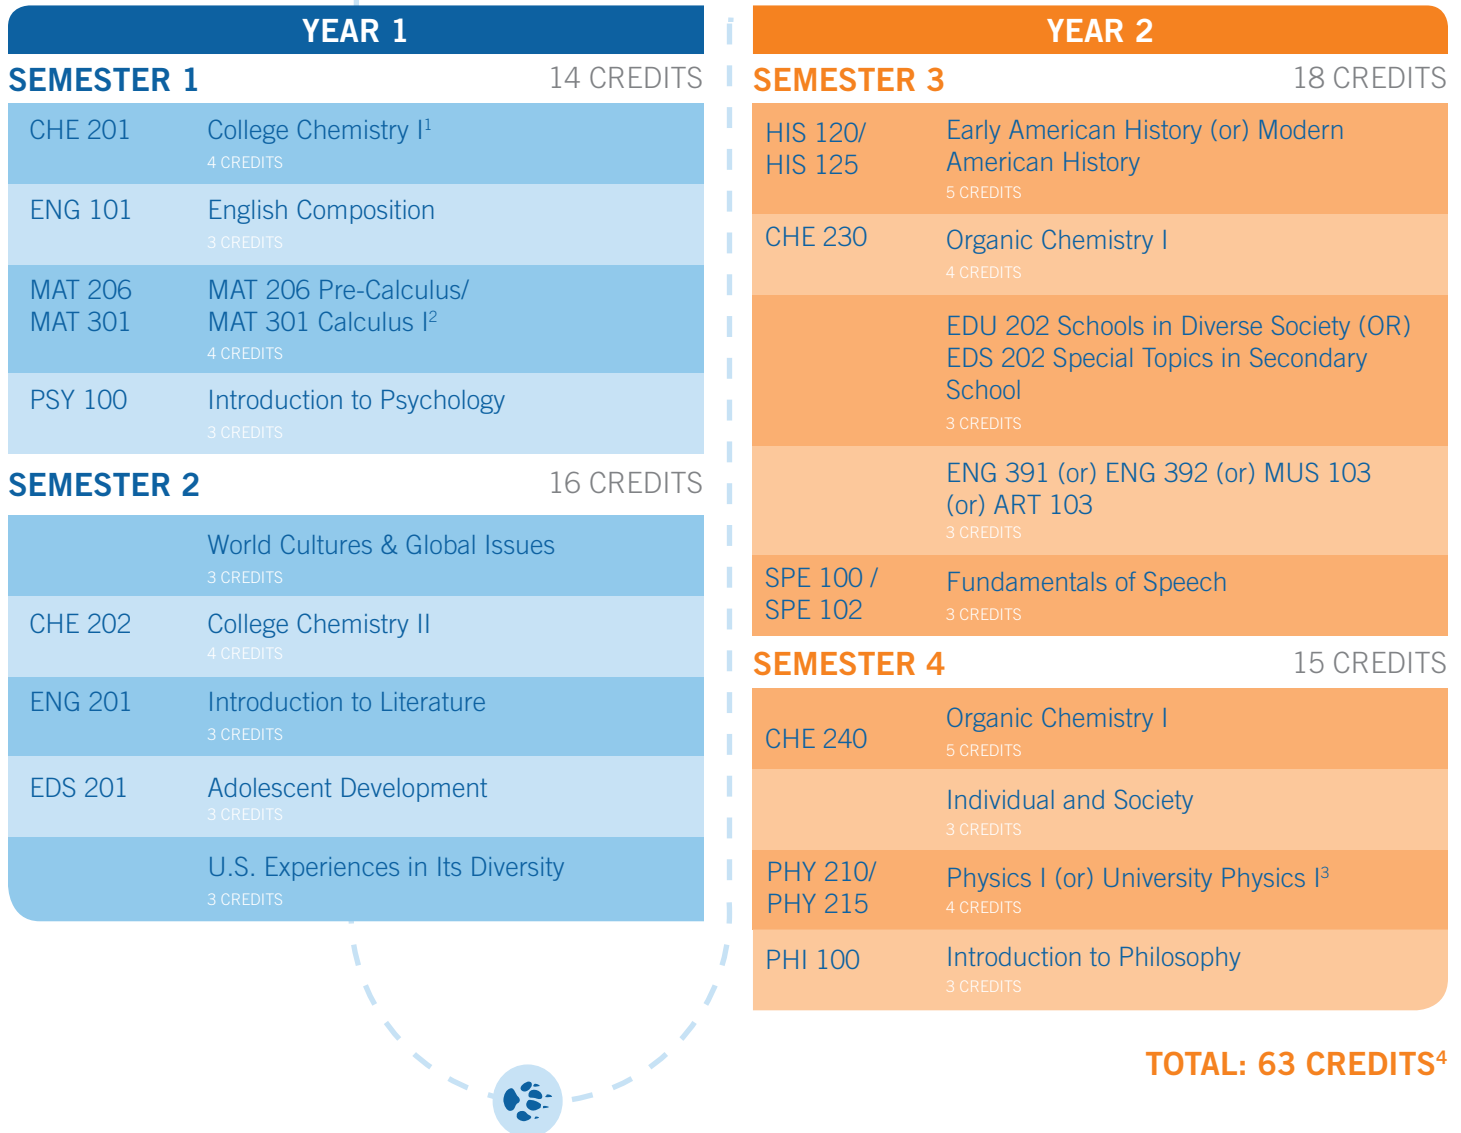 YEAR 1
SEMESTER 1 14 CREDITS
CHE 201 College Chemistry I¹
4 CREDITS
ENG 101 English Composition
3 CREDITS
MAT 206 MAT 206 Pre-Calculus/
MAT 301 MAT 301 Calculus I²
4 CREDITS
PSY 100 Introduction to Psychology
3 CREDITS
SEMESTER 2 16 CREDITS
World Cultures & Global Issues
3 CREDITS
CHE 202 College Chemistry II
4 CREDITS
ENG 201 Introduction to Literature
3 CREDITS
EDS 201 Adolescent Development
3 CREDITS
U.S. Experiences in Its Diversity
3 CREDITS
YEAR 2
SEMESTER 3 18 CREDITS
HIS 120/ Early American History (or) Modern
HIS 125 American History
5 CREDITS
CHE 230 Organic Chemistry I
4 CREDITS
EDU 202 Schools in Diverse Society (OR)
EDS 202 Special Topics in Secondary
School
3 CREDITS
ENG 391 (or) ENG 392 (or) MUS 103
(or) ART 103
3 CREDITS
SPE 100 / Fundamentals of Speech
SPE 102
3 CREDITS
SEMESTER 4 15 CREDITS
CHE 240 Organic Chemistry I
5 CREDITS
Individual and Society
3 CREDITS
PHY 210/ Physics I (or) University Physics I³
PHY 215
4 CREDITS
PHI 100 Introduction to Philosophy
3 CREDITS
TOTAL: 63 CREDITS⁴